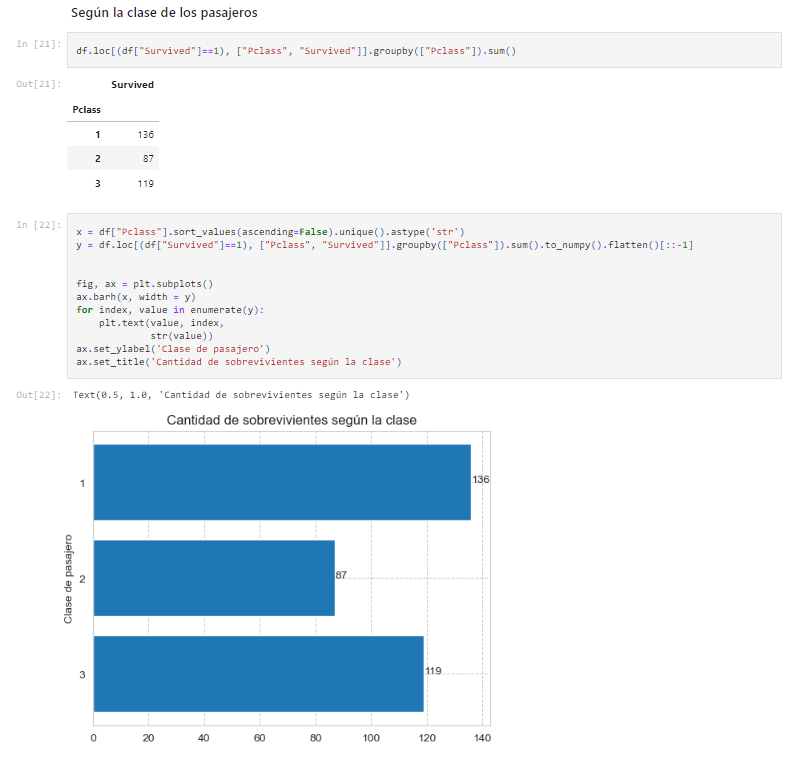 Según la clase de los pasajeros
In [21]: df.loc[(df["Survived"]==1), ["Pclass", "Survived"]].groupby(["Pclass"]).sum()
Out[21]: Survived
Pclass
1 136
2 87
3 119
In [22]: x = df["Pclass"].sort_values(ascending=False).unique().astype('str')
y = df.loc[(df["Survived"]==1), ["Pclass", "Survived"]].groupby(["Pclass"]).sum().to_numpy().flatten()[::-1]
fig, ax = plt.subplots()
ax.barh(x, width = y)
for index, value in enumerate(y):
    plt.text(value, index,
             str(value))
ax.set_ylabel('Clase de pasajero')
ax.set_title('Cantidad de sobrevivientes según la clase')
Out[22]: Text(0.5, 1.0, 'Cantidad de sobrevivientes según la clase')
Cantidad de sobrevivientes según la clase
1 136
Clase de pasajero
2 87
3 119
0 20 40 60 80 100 120 140